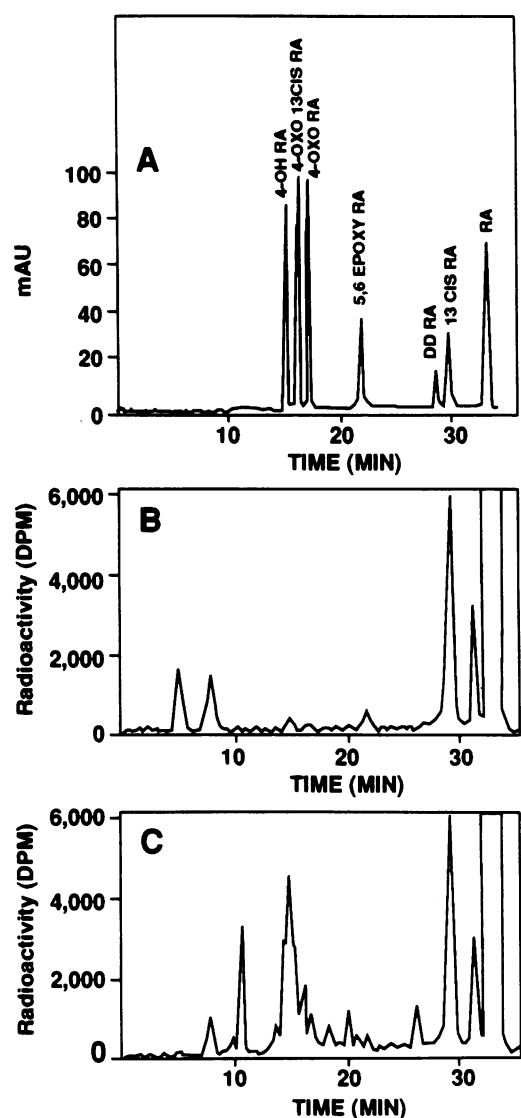 A
mAU
100
80
60
40
20
0
4-OH RA
4-OXO 13CIS RA
4-OXO RA
5,6 EPOXY RA
DD RA
13 CIS RA
RA
10
20
30
TIME (MIN)
B
Radioactivity (DPM)
6,000
4,000
2,000
0
10
20
30
TIME (MIN)
C
Radioactivity (DPM)
6,000
4,000
2,000
0
10
20
30
TIME (MIN)